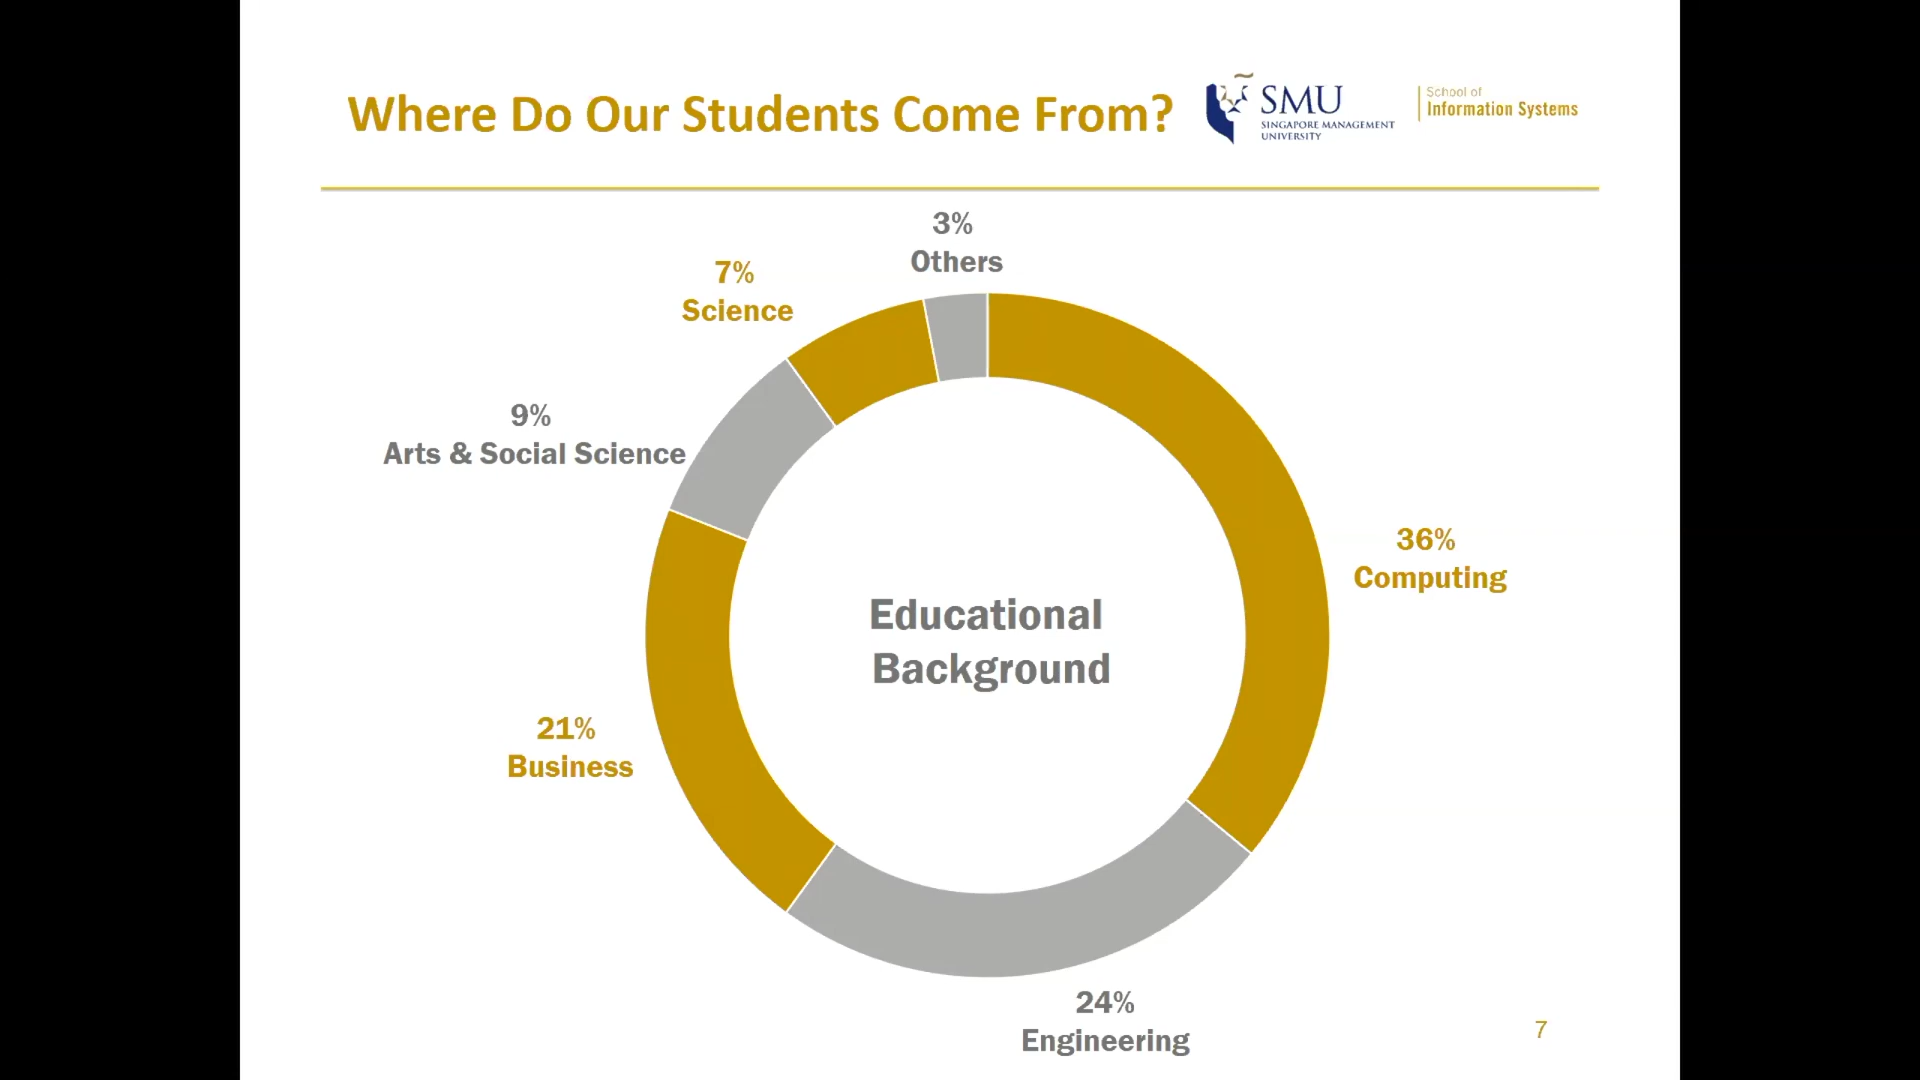 Where Do Our Students Come From?
SMU
SINGAPORE MANAGEMENT
UNIVERSITY
School of
Information Systems
3%
Others
7%
Science
9%
Arts & Social Science
36%
Computing
Educational
Background
21%
Business
24%
Engineering
7